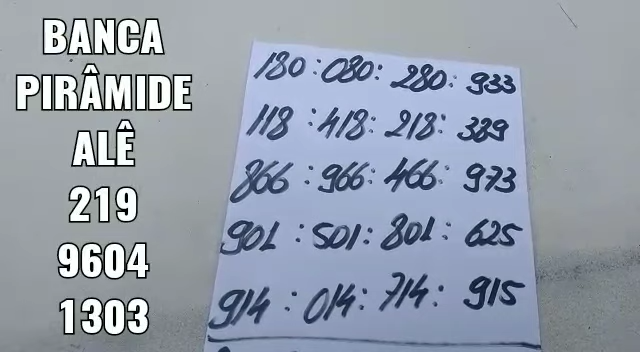 BANCA
PIRÂMIDE
ALÊ
219
9604
1303
180 : 080 : 280 : 933
118 : 418 : 218 : 389
866 : 966 : 466 : 973
901 : 501 : 801 : 625
914 : 014 : 714 : 915